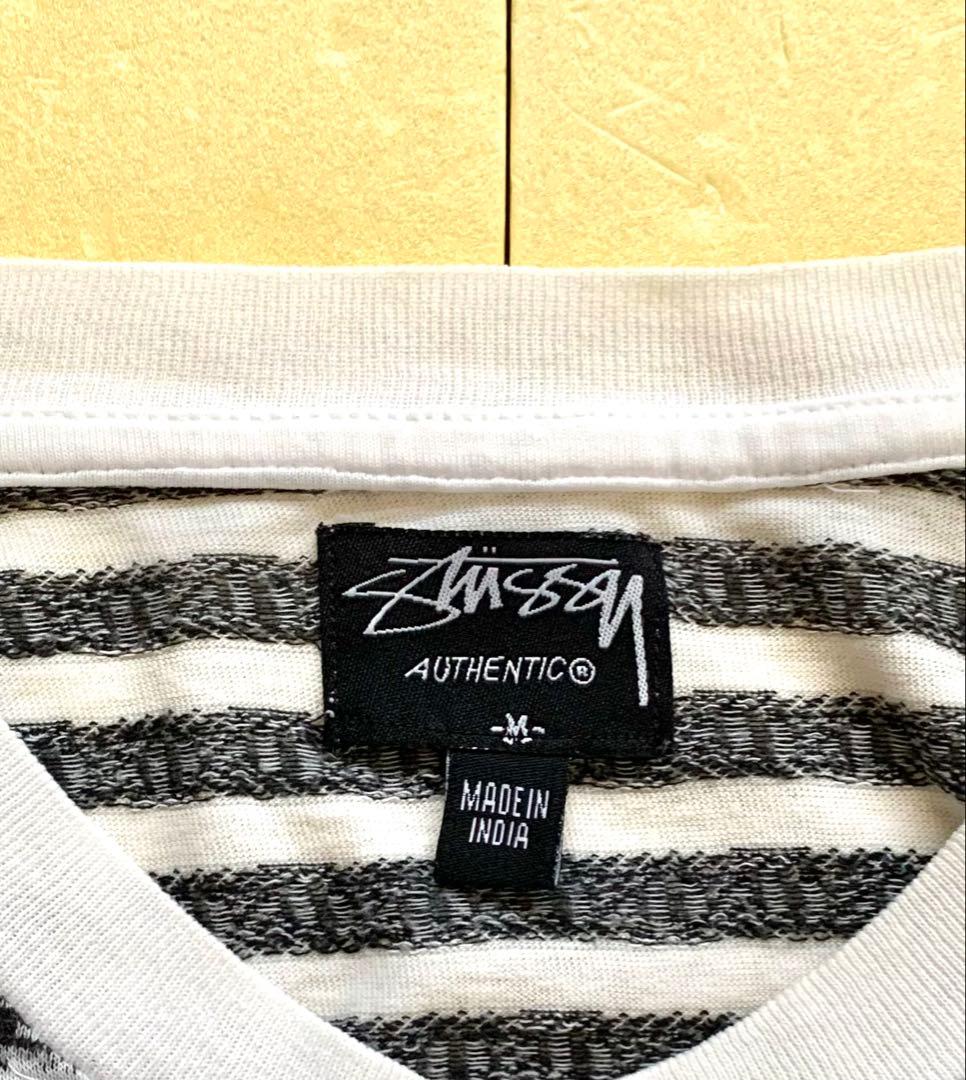 Stüssy
AUTHENTIC®
-M-
MADE IN
INDIA